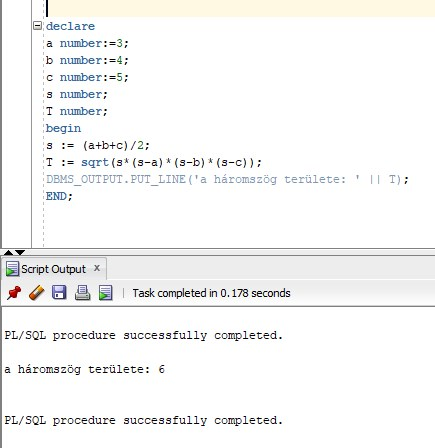 declare
a number:=3;
b number:=4;
c number:=5;
s number;
T number;
begin
s := (a+b+c)/2;
T := sqrt(s*(s-a)*(s-b)*(s-c));
DBMS_OUTPUT.PUT_LINE('a háromszög területe: ' || T);
END;
Script Output x
Task completed in 0.178 seconds
PL/SQL procedure successfully completed.
a háromszög területe: 6
PL/SQL procedure successfully completed.